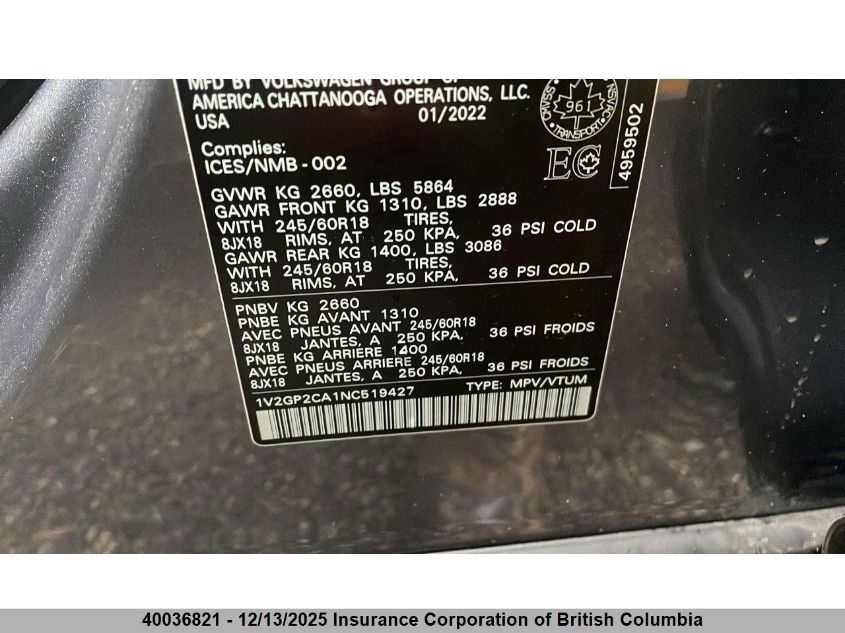 MFD BY VOLKSWAGEN GROUP OF
AMERICA CHATTANOOGA OPERATIONS, LLC.
USA 01/2022
Complies:
ICES/NMB-002
961
TRANSPORT
EC
4959502
GVWR KG 2660, LBS 5864
GAWR FRONT KG 1310, LBS 2888
WITH 245/60R18 TIRES,
8JX18 RIMS, AT 250 KPA, 36 PSI COLD
GAWR REAR KG 1400, LBS 3086
WITH 245/60R18 TIRES,
8JX18 RIMS, AT 250 KPA, 36 PSI COLD
PNBV KG 2660
PNBE KG AVANT 1310
AVEC PNEUS AVANT 245/60R18
8JX18 JANTES, A 250 KPA, 36 PSI FROIDS
PNBE KG ARRIERE 1400
AVEC PNEUS ARRIERE 245/60R18
8JX18 JANTES, A 250 KPA, 36 PSI FROIDS
1V2GP2CA1NC519427 TYPE: MPV/VTUM
40036821 - 12/13/2025 Insurance Corporation of British Columbia